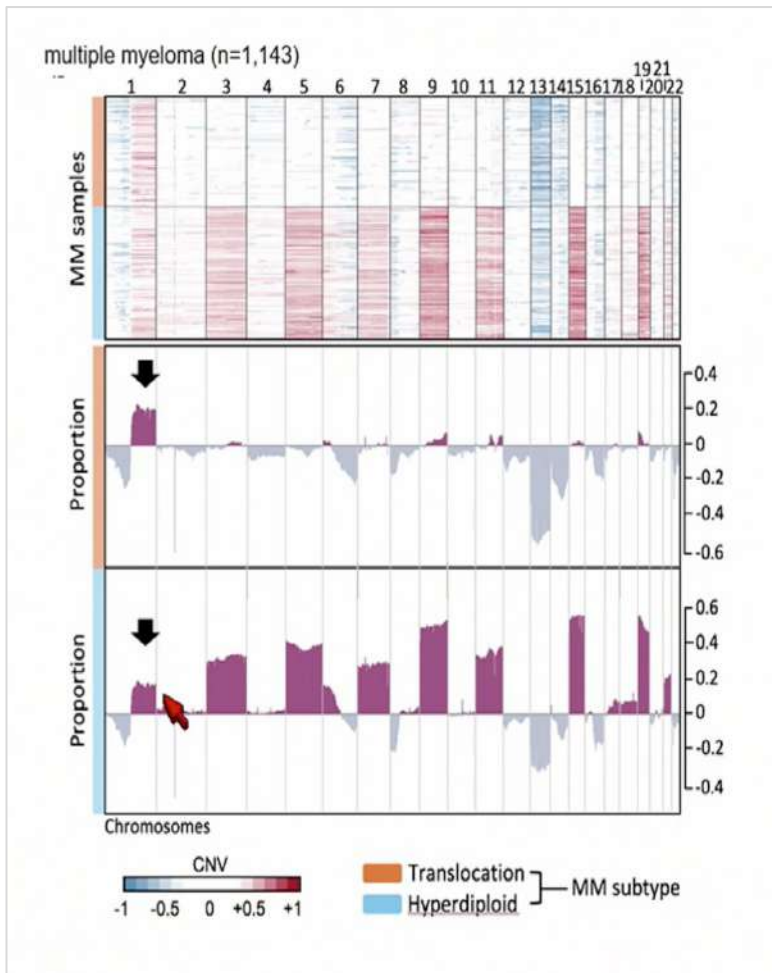 multiple myeloma (n=1,143)
19 21
1 2 3 4 5 6 7 8 9 10 11 12 13 14 15 16 17 18 20 22
MM samples
Proportion
0.4
0.2
0
-0.2
-0.4
-0.6
Proportion
0.6
0.4
0.2
0
-0.2
-0.4
Chromosomes
CNV
-1 -0.5 0 +0.5 +1
Translocation
Hyperdiploid
MM subtype